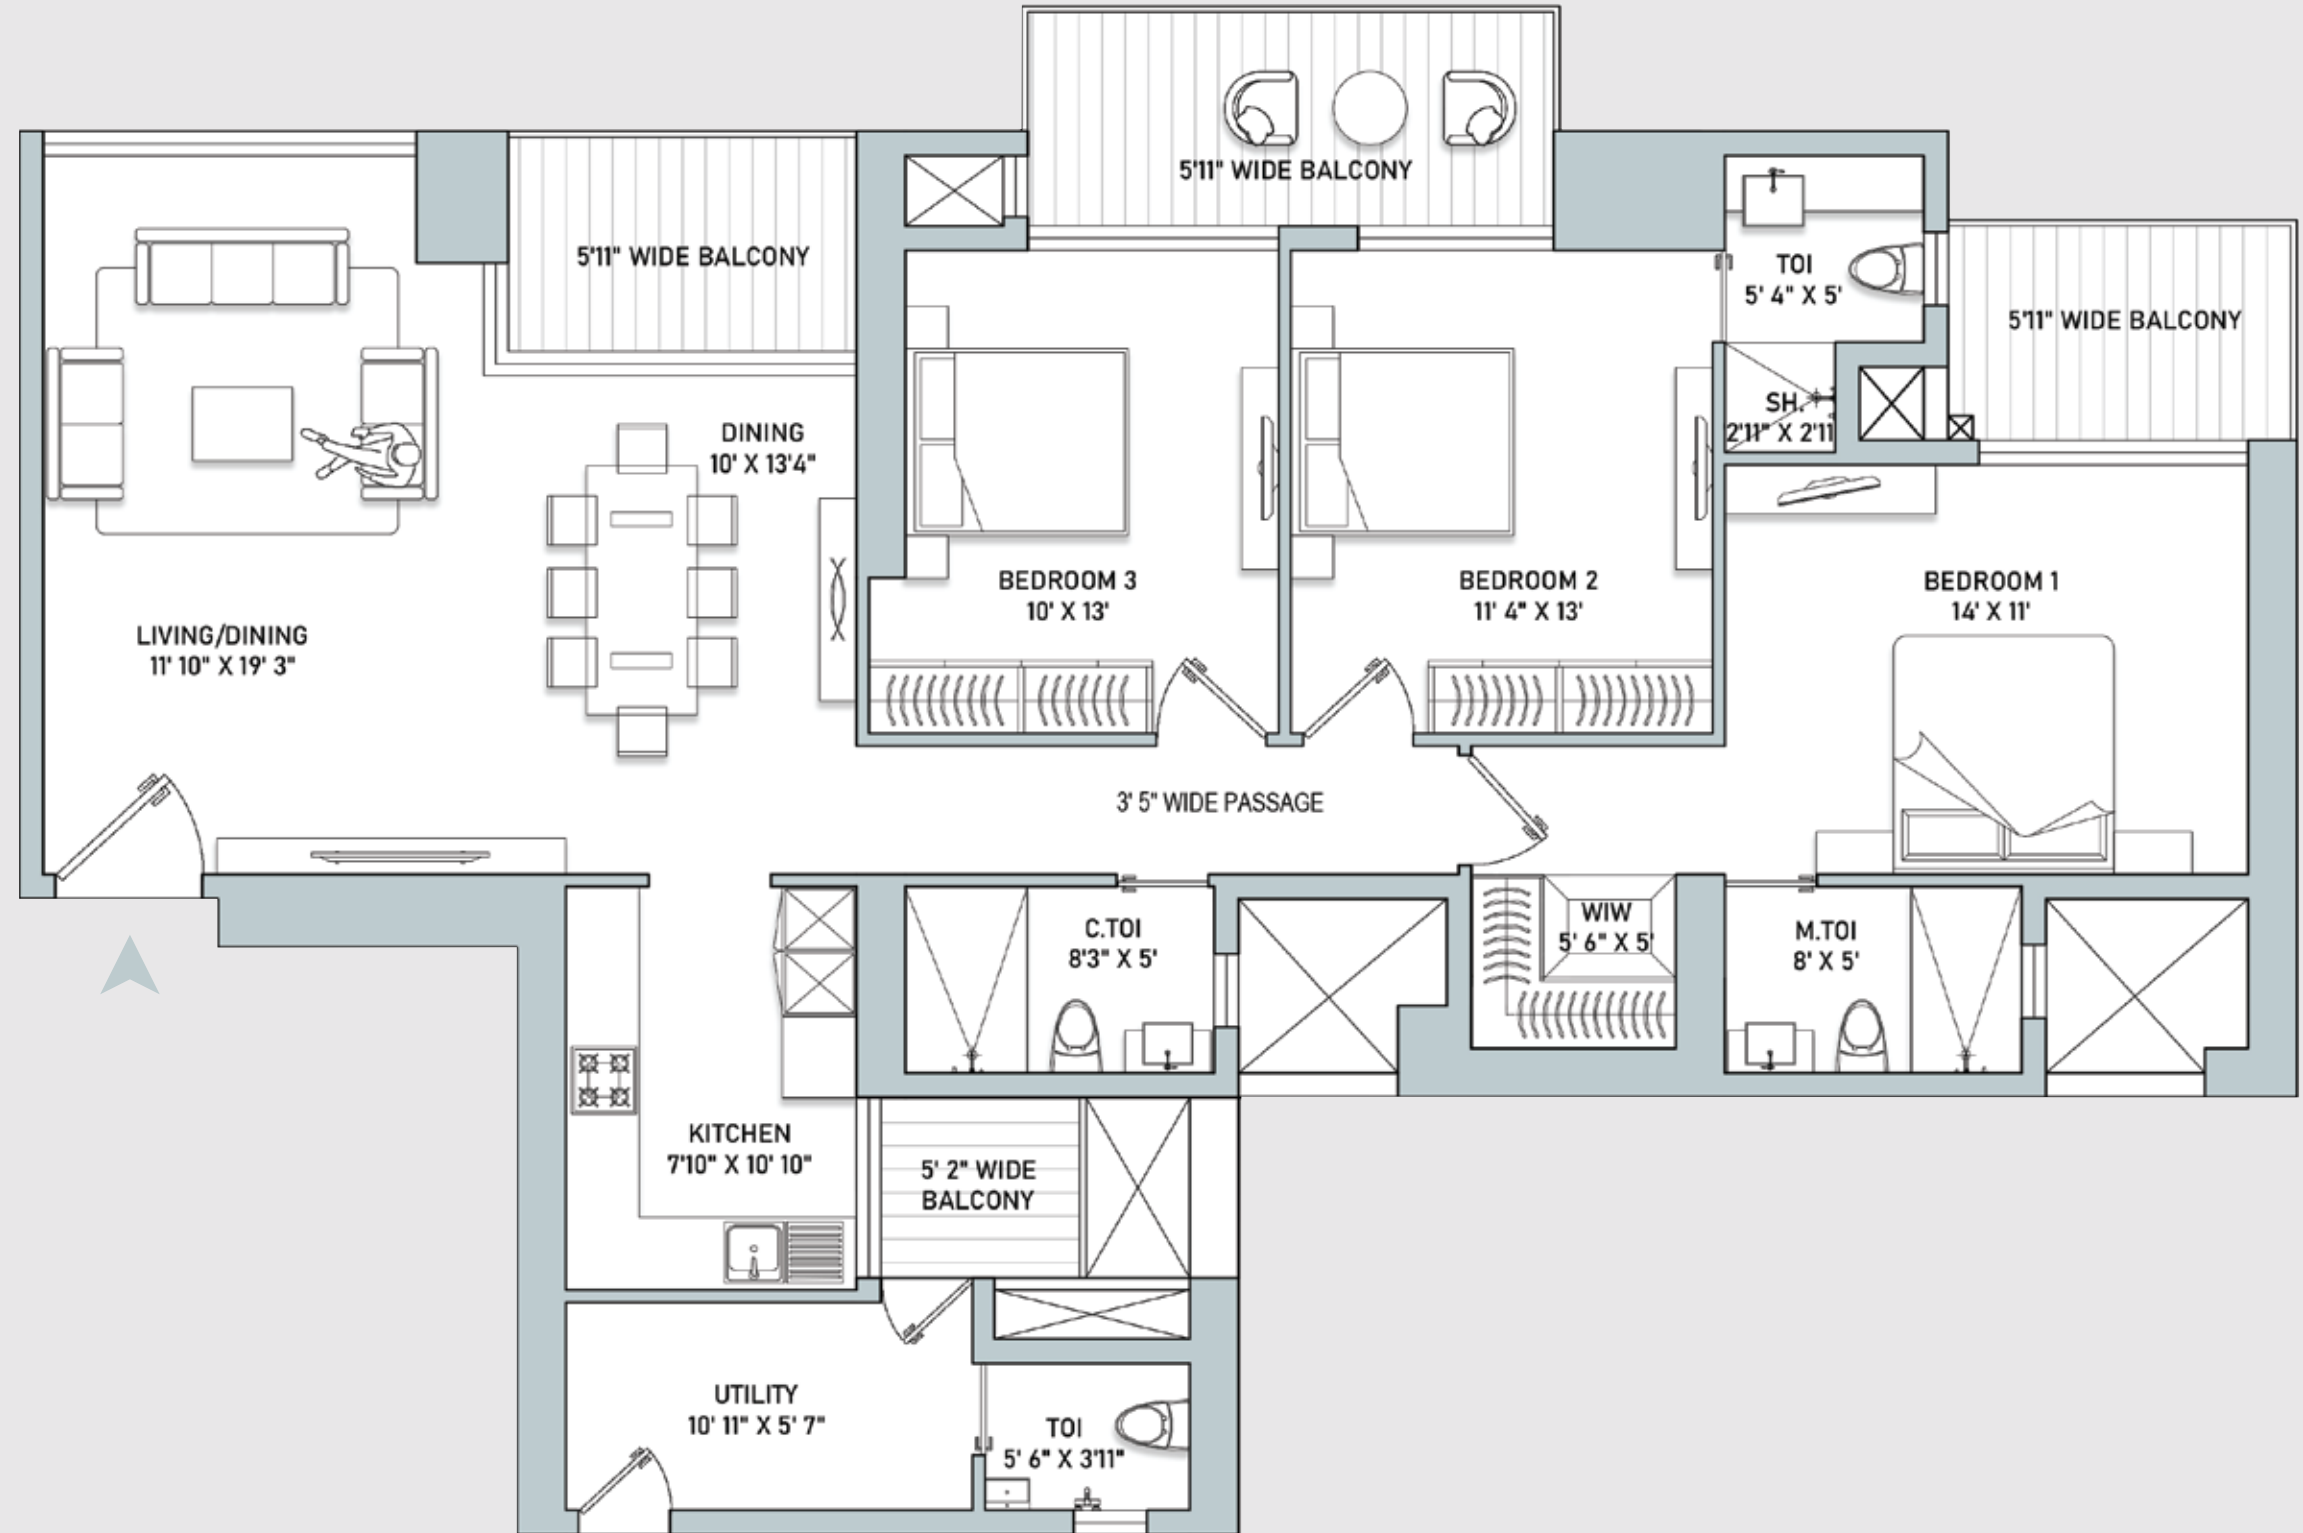 5'11" WIDE BALCONY
5'11" WIDE BALCONY
TOI
5' 4" X 5'
5'11" WIDE BALCONY
SH.
2'11" X 2'11
DINING
10' X 13'4"
BEDROOM 3
10' X 13'
BEDROOM 2
11' 4" X 13'
BEDROOM 1
14' X 11'
LIVING/DINING
11' 10" X 19' 3"
3' 5" WIDE PASSAGE
C.TOI
8'3" X 5'
WIW
5' 6" X 5'
M.TOI
8' X 5'
KITCHEN
7'10" X 10' 10"
5' 2" WIDE
BALCONY
UTILITY
10' 11" X 5' 7"
TOI
5' 6" X 3'11"